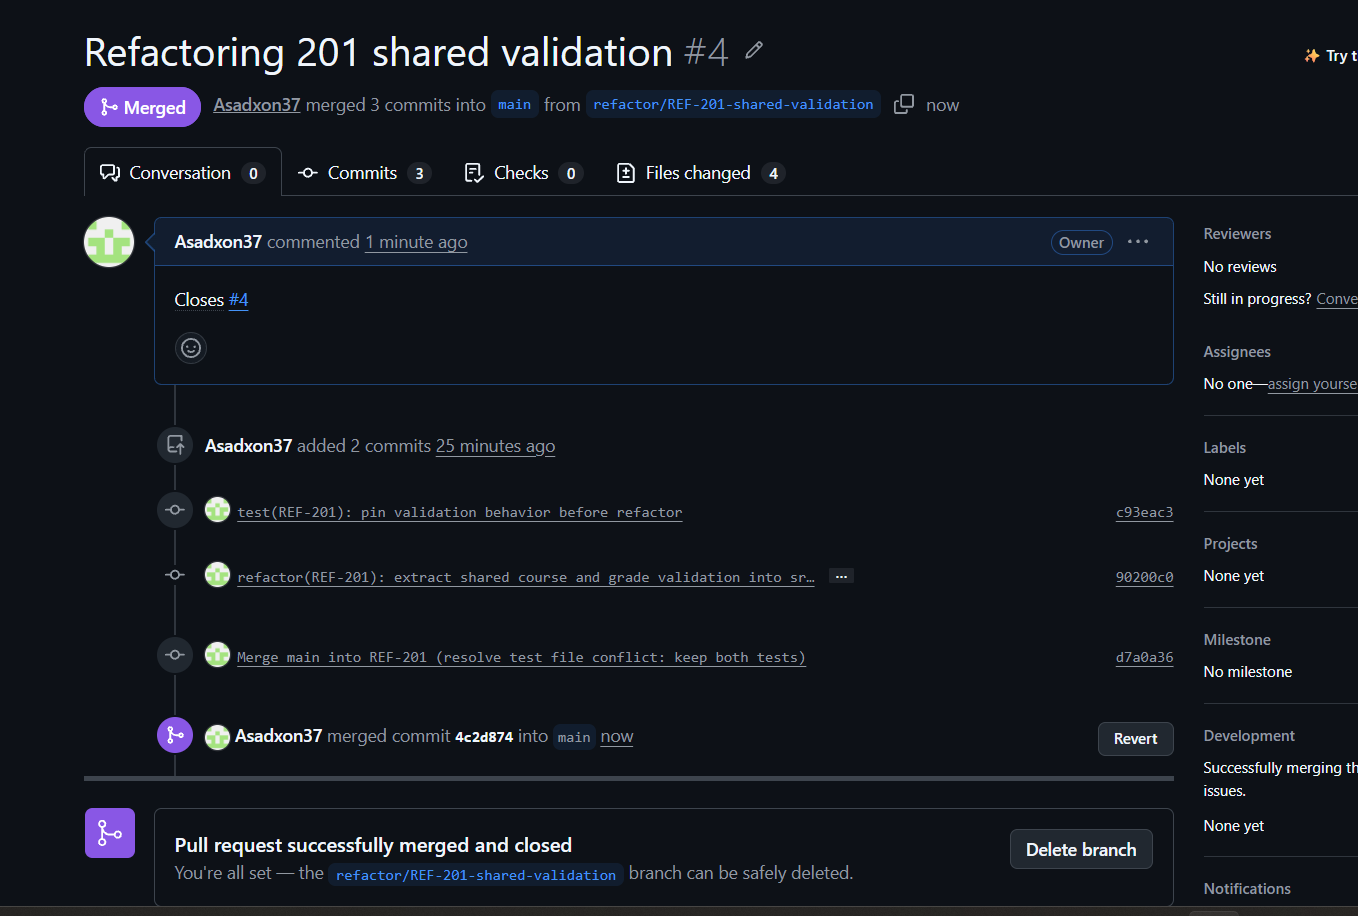 Refactoring 201 shared validation #4
Try t
Merged Asadxon37 merged 3 commits into main from refactor/REF-201-shared-validation now
Conversation 0 Commits 3 Checks 0 Files changed 4
Asadxon37 commented 1 minute ago Owner
Closes #4
Asadxon37 added 2 commits 25 minutes ago
test(REF-201): pin validation behavior before refactor c93eac3
refactor(REF-201): extract shared course and grade validation into sr… ... 90200c0
Merge main into REF-201 (resolve test file conflict: keep both tests) d7a0a36
Asadxon37 merged commit 4c2d874 into main now Revert
Pull request successfully merged and closed
You're all set — the refactor/REF-201-shared-validation branch can be safely deleted.
Delete branch
Reviewers
No reviews
Still in progress? Conve
Assignees
No one—assign yourse
Labels
None yet
Projects
None yet
Milestone
No milestone
Development
Successfully merging th
issues.
None yet
Notifications